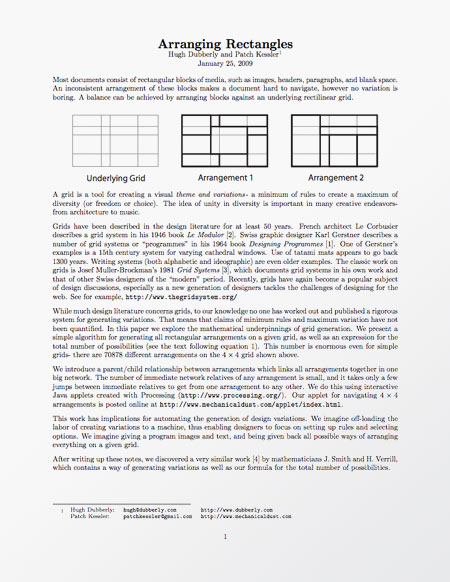 Arranging Rectangles
Hugh Dubberly and Patch Kessler¹
January 25, 2009
Most documents consist of rectangular blocks of media, such as images, headers, paragraphs, and blank space.
An inconsistent arrangement of these blocks makes a document hard to navigate, however no variation is
boring. A balance can be achieved by arranging blocks against an underlying rectilinear grid.
Underlying Grid
Arrangement 1
Arrangement 2
A grid is a tool for creating a visual theme and variations- a minimum of rules to create a maximum of
diversity (or freedom or choice). The idea of unity in diversity is important in many creative endeavors-
from architecture to music.
Grids have been described in the design literature for at least 50 years. French architect Le Corbusier
describes a grid system in his 1946 book Le Modulor [2]. Swiss graphic designer Karl Gerstner describes a
number of grid systems or "programmes" in his 1964 book Designing Programmes [1]. One of Gerstner's
examples is a 15th century system for varying cathedral windows. Use of tatami mats appears to go back
1300 years. Writing systems (both alphabetic and ideographic) are even older examples. The classic work on
grids is Josef Muller-Brockman's 1981 Grid Systems [3], which documents grid systems in his own work and
that of other Swiss designers of the "modern" period. Recently, grids have again become a popular subject
of design discussions, especially as a new generation of designers tackles the challenges of designing for the
web. See for example, http://www.thegridsystem.org/
While much design literature concerns grids, to our knowledge no one has worked out and published a rigorous
system for generating variations. That means that claims of minimum rules and maximum variation have not
been quantified. In this paper we explore the mathematical underpinnings of grid generation. We present a
simple algorithm for generating all rectangular arrangements on a given grid, as well as an expression for the
total number of possibilities (see the text following equation 1). This number is enormous even for simple
grids- there are 70878 different arrangements on the 4 × 4 grid shown above.
We introduce a parent/child relationship between arrangements which links all arrangements together in one
big network. The number of immediate network relatives of any arrangement is small, and it takes only a few
jumps between immediate relatives to get from one arrangement to any other. We do this using interactive
Java applets created with Processing (http://www.processing.org/). Our applet for navigating 4 × 4
arrangements is posted online at http://www.mechanicaldust.com/applet/index.html.
This work has implications for automating the generation of design variations. We imagine off-loading the
labor of creating variations to a machine, thus enabling designers to focus on setting up rules and selecting
options. We imagine giving a program images and text, and being given back all possible ways of arranging
everything on a given grid.
After writing up these notes, we discovered a very similar work [4] by mathematicians J. Smith and H. Verrill,
which contains a way of generating variations as well as our formula for the total number of possibilities.
1 Hugh Dubberly: hugh@dubberly.com http://www.dubberly.com
Patch Kessler: patchkessler@gmail.com http://www.mechanicaldust.com
1